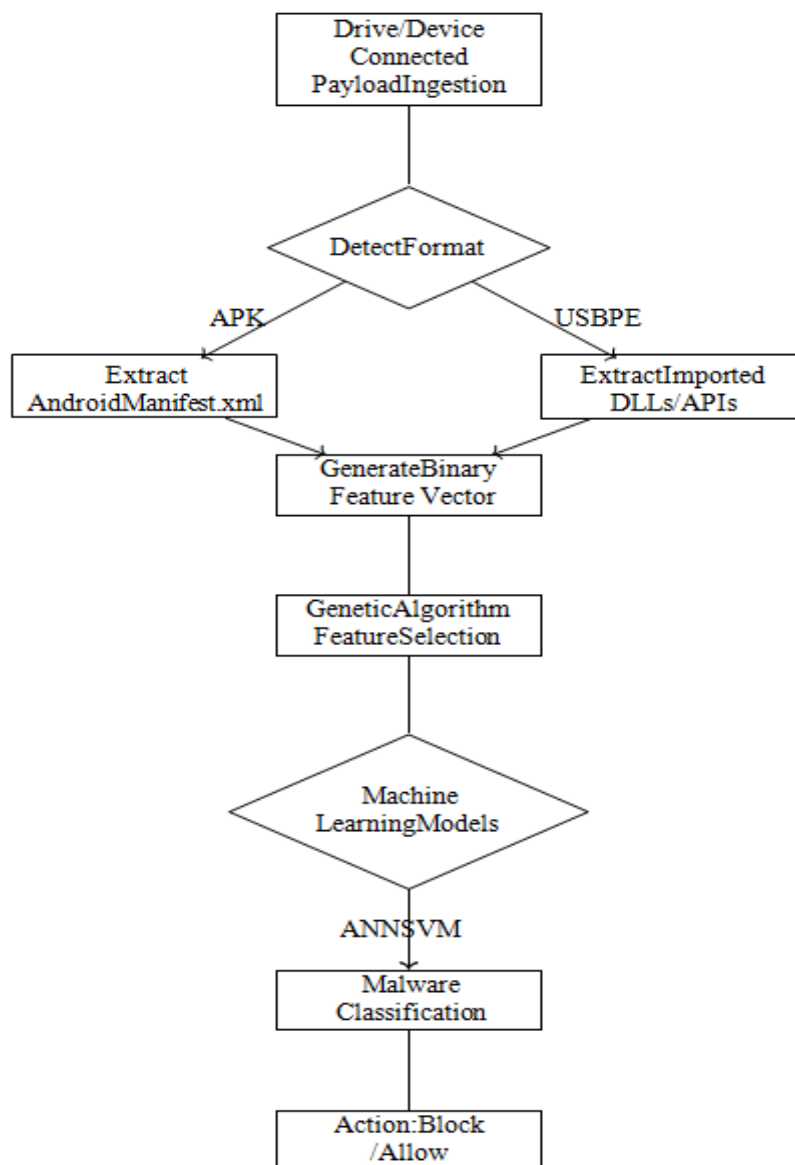 Drive/Device
Connected
PayloadIngestion
DetectFormat
APK
USBPE
Extract
AndroidManifest.xml
ExtractImported
DLLs/APIs
GenerateBinary
Feature Vector
GeneticAlgorithm
FeatureSelection
Machine
LearningModels
ANNSVM
Malware
Classification
Action:Block
/Allow